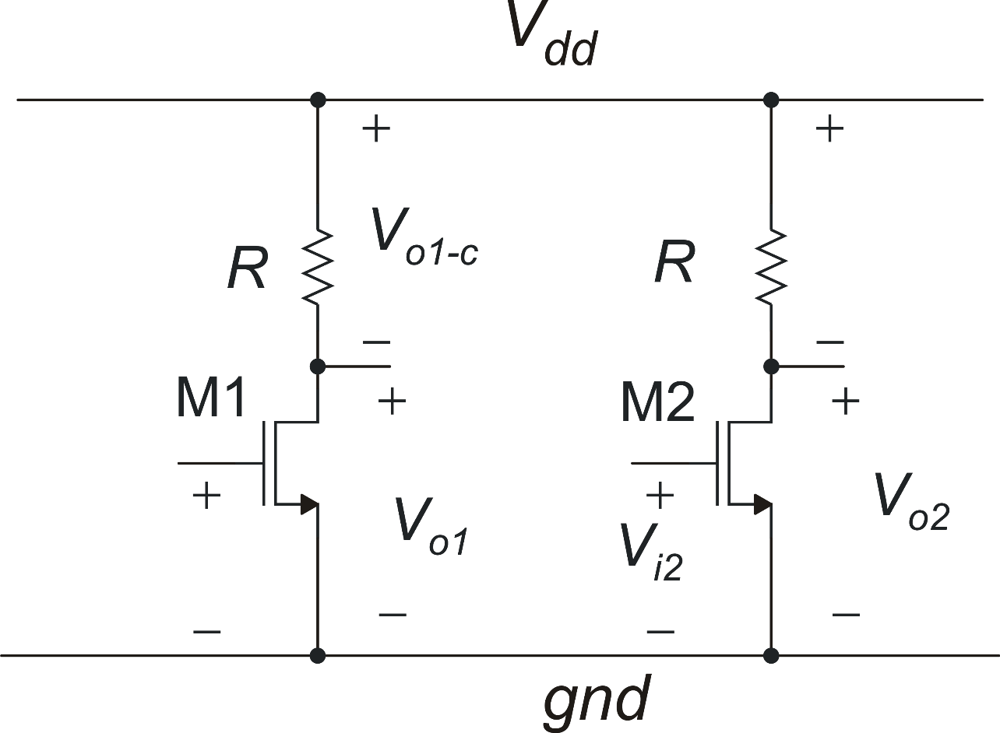 Vdd
+ +
Vo1-c
R R
− −
M1 + M2 +
+ +
Vo1 Vi2 Vo2
− − − −
gnd